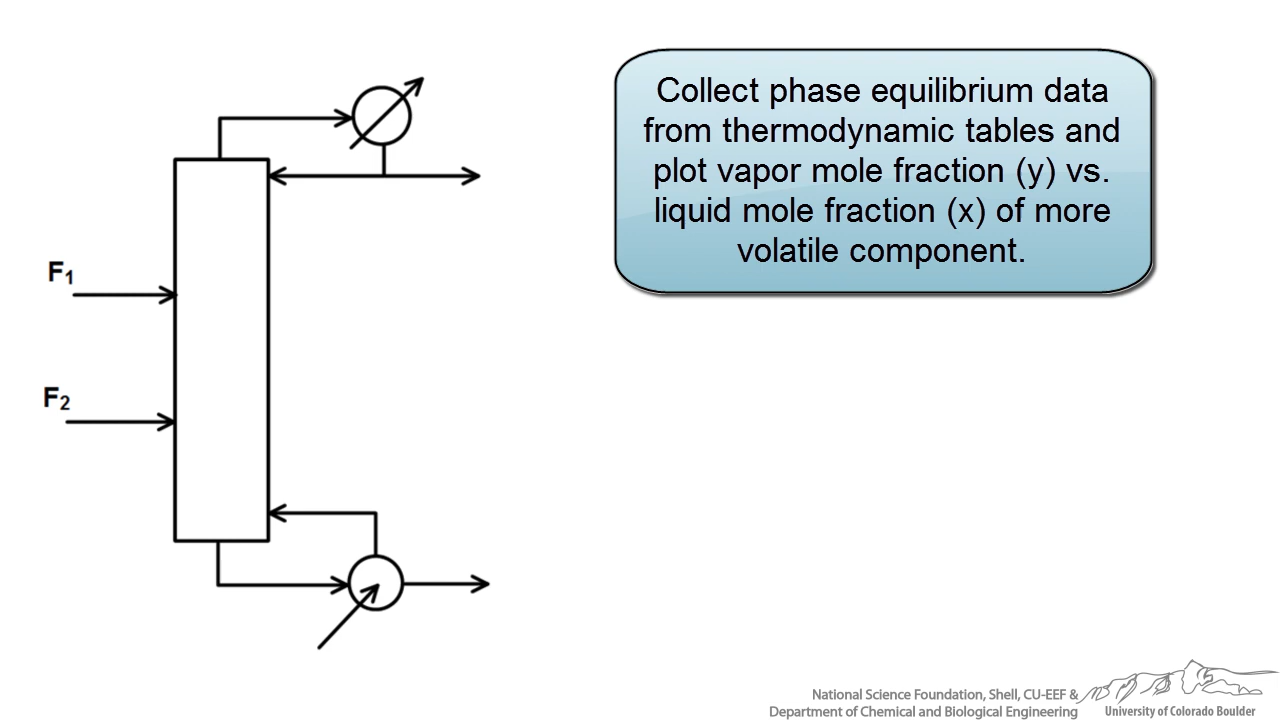 Collect phase equilibrium data
from thermodynamic tables and
plot vapor mole fraction (y) vs.
liquid mole fraction (x) of more
volatile component.
F1
F2
National Science Foundation, Shell, CU-EEF &
Department of Chemical and Biological Engineering
University of Colorado Boulder